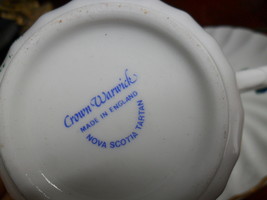 Crown Warwick
MADE IN ENGLAND
NOVA SCOTIA TARTAN